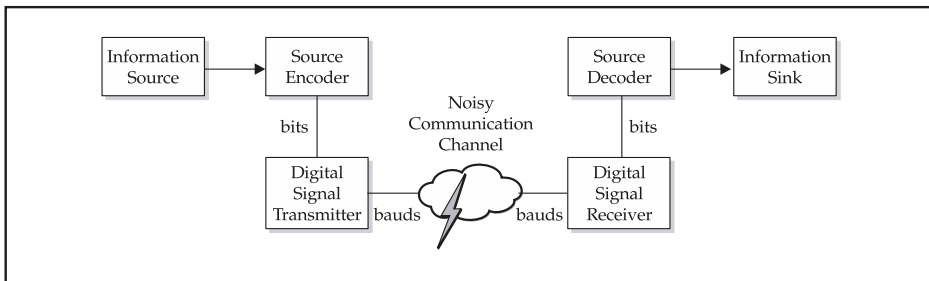 Information
Source
Source
Encoder
Source
Decoder
Information
Sink
bits
Noisy
Communication
Channel
bits
Digital
Signal
Transmitter
bauds
bauds
Digital
Signal
Receiver